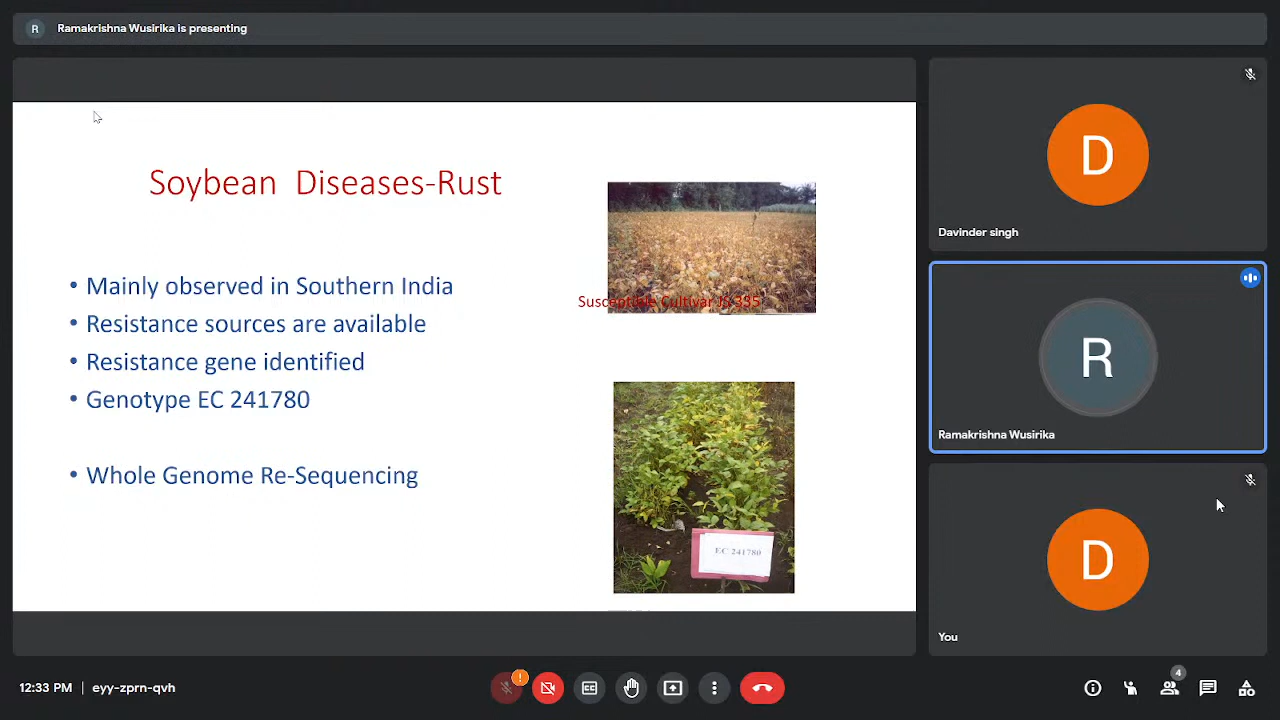 R
Ramakrishna Wusirika is presenting
Soybean Diseases-Rust
• Mainly observed in Southern India
• Resistance sources are available
• Resistance gene identified
• Genotype EC 241780
• Whole Genome Re-Sequencing
Susceptible Cultivar JS 335
EC 241780
D
Davinder singh
R
Ramakrishna Wusirika
D
You
12:33 PM | eyy-zprn-qvh
!
CC
4